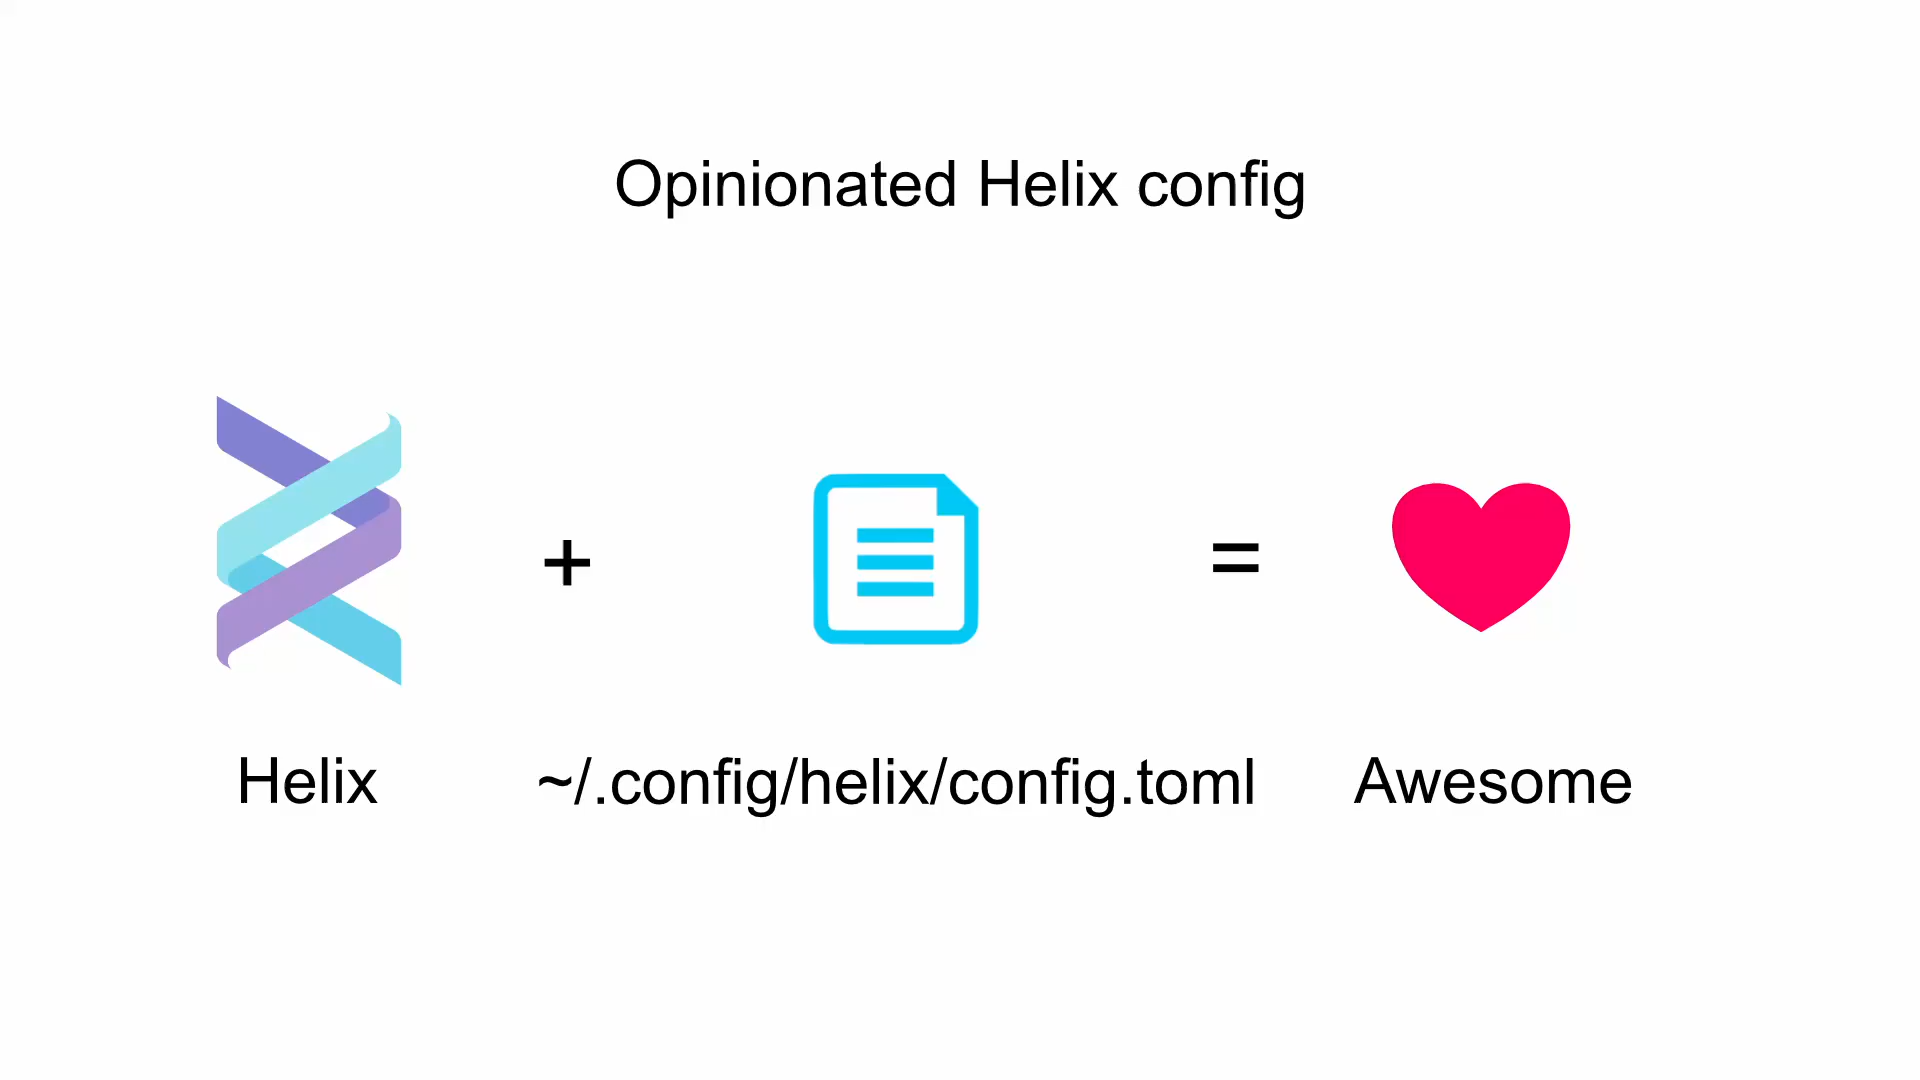 Opinionated Helix config
+
=
Helix
~/.config/helix/config.toml
Awesome